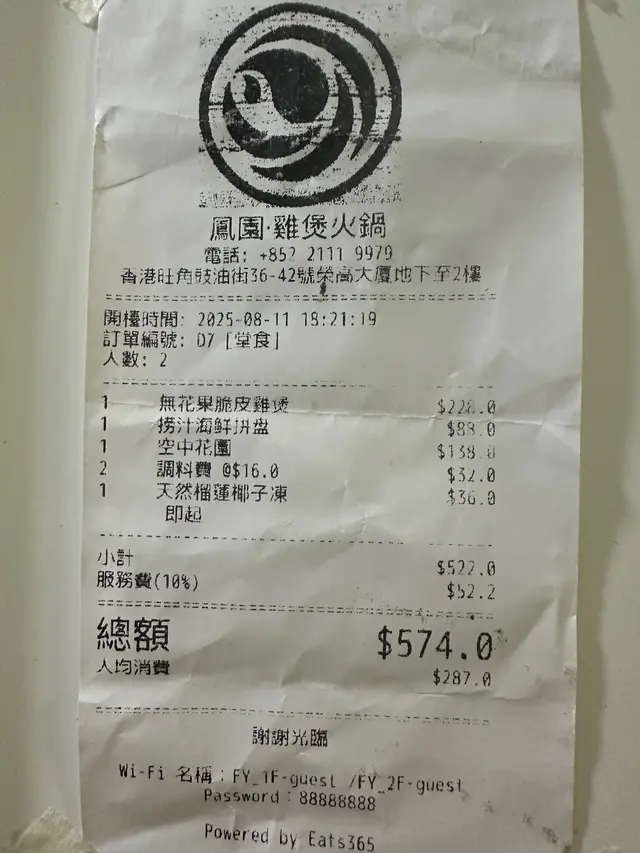 鳳園·雞煲火鍋
電話: +852 2111 9979
香港旺角豉油街36-42號榮高大廈地下至2樓
開檯時間: 2025-08-11 18:21:19
訂單編號: D7 [堂食]
人數: 2
1 無花果脆皮雞煲 $228.0
1 撈汁海鮮拼盘 $88.0
1 空中花園 $138.0
2 調料費 @$16.0 $32.0
1 天然榴蓮椰子凍 $36.0
即起
小計 $522.0
服務費(10%) $52.2
總額 $574.0
人均消費 $287.0
謝謝光臨
Wi-Fi 名稱：FY_1F-guest /FY_2F-guest
Password：88888888
Powered by Eats365